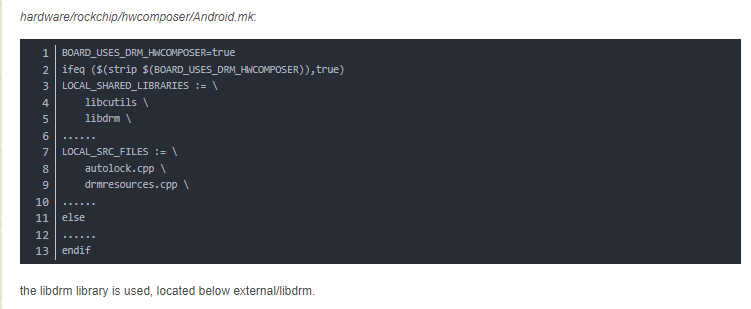 hardware/rockchip/hwcomposer/Android.mk:
1 BOARD_USES_DRM_HWCOMPOSER=true
2 ifeq ($(strip $(BOARD_USES_DRM_HWCOMPOSER)),true)
3 LOCAL_SHARED_LIBRARIES := \
4     libcutils \
5     libdrm \
6 ......
7 LOCAL_SRC_FILES := \
8     autolock.cpp \
9     drmresources.cpp \
10 ......
11 else
12 ......
13 endif
the libdrm library is used, located below external/libdrm.